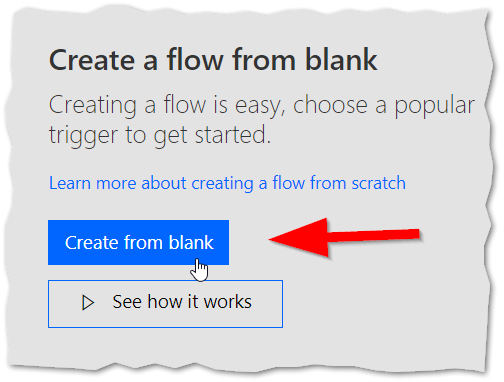 Create a flow from blank
Creating a flow is easy, choose a popular
trigger to get started.
Learn more about creating a flow from scratch
Create from blank
See how it works